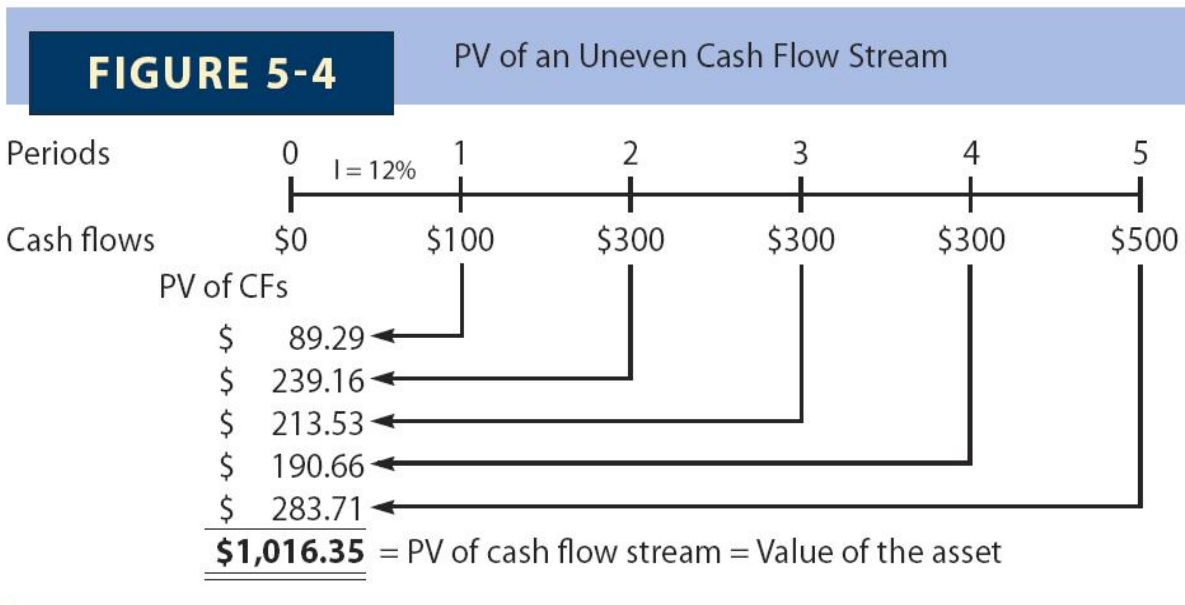 FIGURE 5-4
PV of an Uneven Cash Flow Stream
Periods 0 1 2 3 4 5
I = 12%
Cash flows $0 $100 $300 $300 $300 $500
PV of CFs
$ 89.29
$ 239.16
$ 213.53
$ 190.66
$ 283.71
$1,016.35 = PV of cash flow stream = Value of the asset